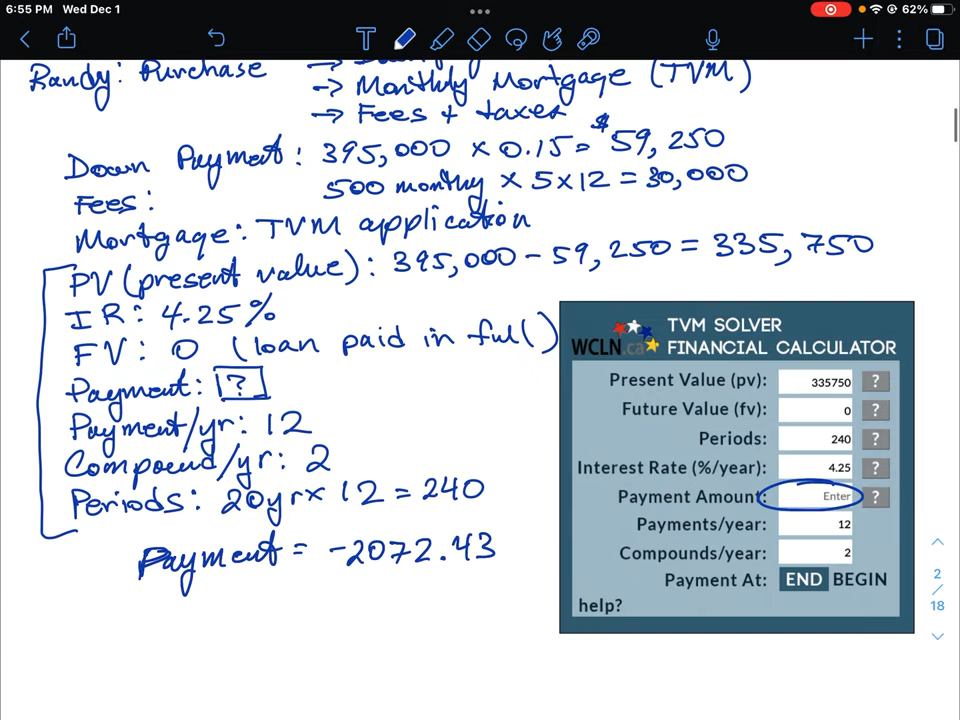 6:55 PM Wed Dec 1
62%
Randy: Purchase
→ Monthly Mortgage (TVM)
→ Fees + taxes
Down Payment: 395,000 x 0.15 = $59,250
Fees: 500 monthly x 5 x 12 = 30,000
Mortgage: TVM application
PV (present value): 395,000 - 59,250 = 335,750
IR: 4.25%
FV: 0 (loan paid in full)
Payment: ?
Payment/yr: 12
Compound/yr: 2
Periods: 20yr x 12 = 240
Payment = -2072.43
WCLN.ca
TVM SOLVER
FINANCIAL CALCULATOR
Present Value (pv): 335750 ?
Future Value (fv): 0 ?
Periods: 240 ?
Interest Rate (%/year): 4.25 ?
Payment Amount: Enter ?
Payments/year: 12
Compounds/year: 2
Payment At: END BEGIN
help?
2
/
18